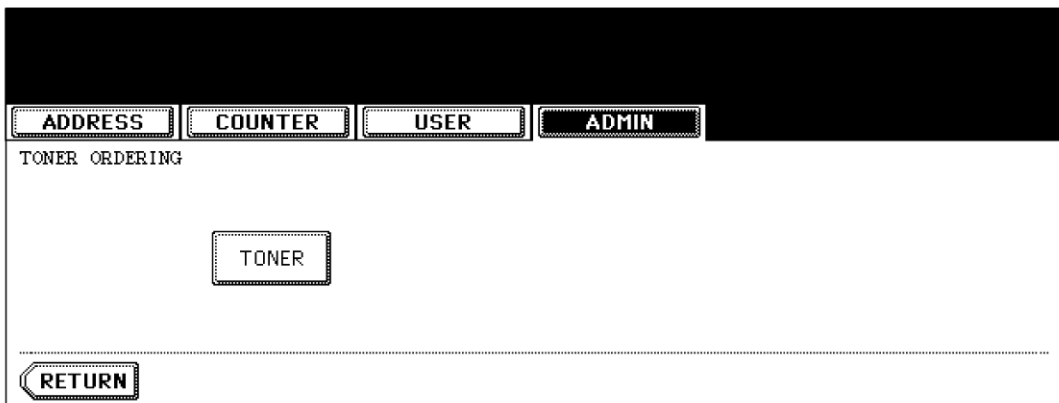 ADDRESS COUNTER USER ADMIN
TONER ORDERING
TONER
RETURN